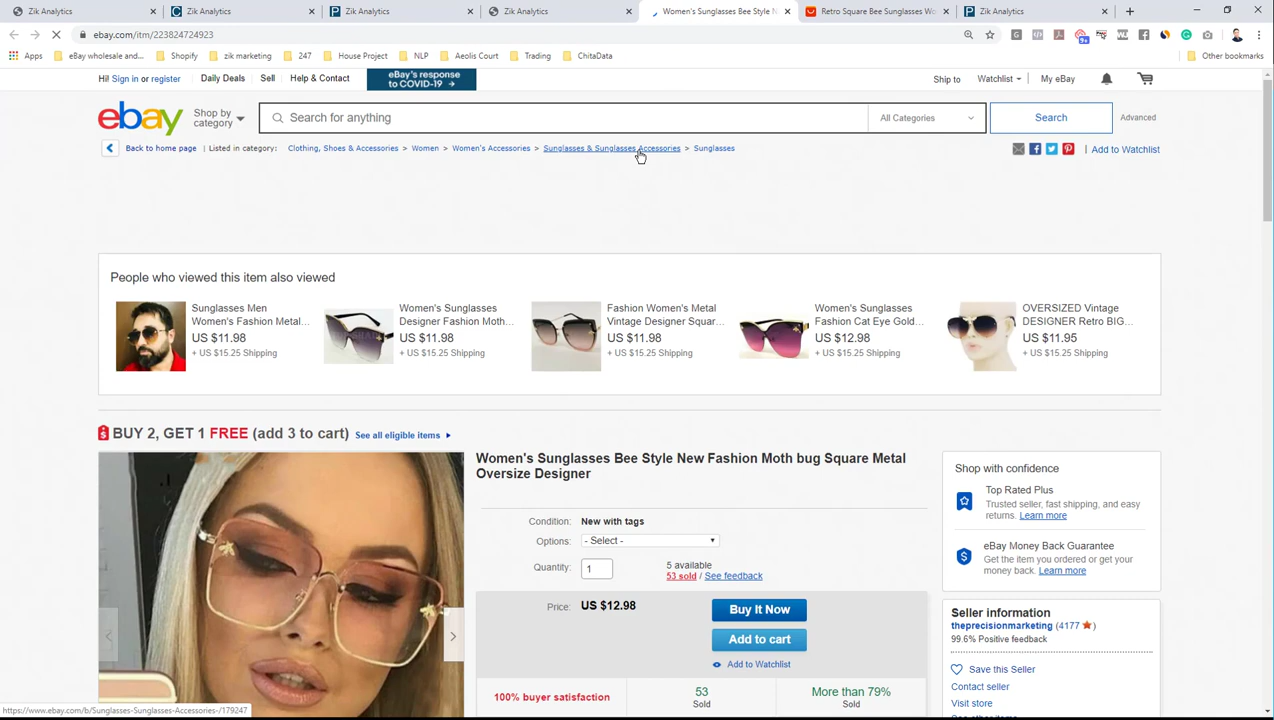 Zik Analytics
Zik Analytics
Zik Analytics
Zik Analytics
Women's Sunglasses Bee Style N
Retro Square Bee Sunglasses Wo
Zik Analytics
ebay.com/itm/223824724923
Apps
eBay wholesale and...
Shopify
zik marketing
247
House Project
NLP
Aeolis Court
Trading
ChitaData
Other bookmarks
Hi! Sign in or register
Daily Deals
Sell
Help & Contact
eBay's response
to COVID-19 →
Ship to
Watchlist
My eBay
ebay
Shop by
category
Search for anything
All Categories
Search
Advanced
Back to home page
Listed in category:
Clothing, Shoes & Accessories > Women > Women's Accessories > Sunglasses & Sunglasses Accessories > Sunglasses
Add to Watchlist
People who viewed this item also viewed
Sunglasses Men
Women's Fashion Metal...
US $11.98
+ US $15.25 Shipping
Women's Sunglasses
Designer Fashion Moth...
US $11.98
+ US $15.25 Shipping
Fashion Women's Metal
Vintage Designer Squar...
US $11.98
+ US $15.25 Shipping
Women's Sunglasses
Fashion Cat Eye Gold...
US $12.98
+ US $15.25 Shipping
OVERSIZED Vintage
DESIGNER Retro BIG...
US $11.95
+ US $15.25 Shipping
BUY 2, GET 1 FREE (add 3 to cart) See all eligible items
Women's Sunglasses Bee Style New Fashion Moth bug Square Metal
Oversize Designer
Condition: New with tags
Options: - Select -
Quantity: 1
5 available
53 sold / See feedback
Price: US $12.98
Buy It Now
Add to cart
Add to Watchlist
100% buyer satisfaction
53
Sold
More than 79%
Sold
Shop with confidence
Top Rated Plus
Trusted seller, fast shipping, and easy
returns. Learn more
eBay Money Back Guarantee
Get the item you ordered or get your
money back. Learn more
Seller information
theprecisionmarketing (4177 )
99.6% Positive feedback
Save this Seller
Contact seller
Visit store
See other items
https://www.ebay.com/b/Sunglasses-Sunglasses-Accessories-/179247